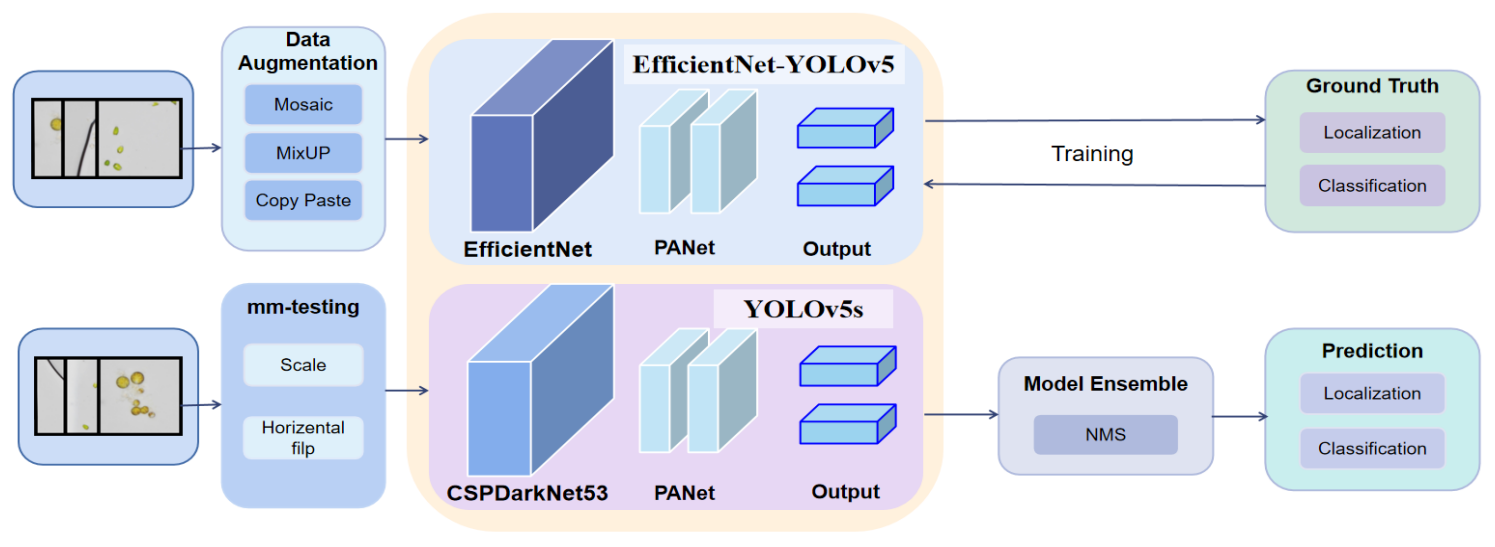 Data
Augmentation
Mosaic
MixUP
Copy Paste
EfficientNet-YOLOv5
EfficientNet
PANet
Output
Training
Ground Truth
Localization
Classification
mm-testing
Scale
Horizental
filp
YOLOv5s
CSPDarkNet53
PANet
Output
Model Ensemble
NMS
Prediction
Localization
Classification